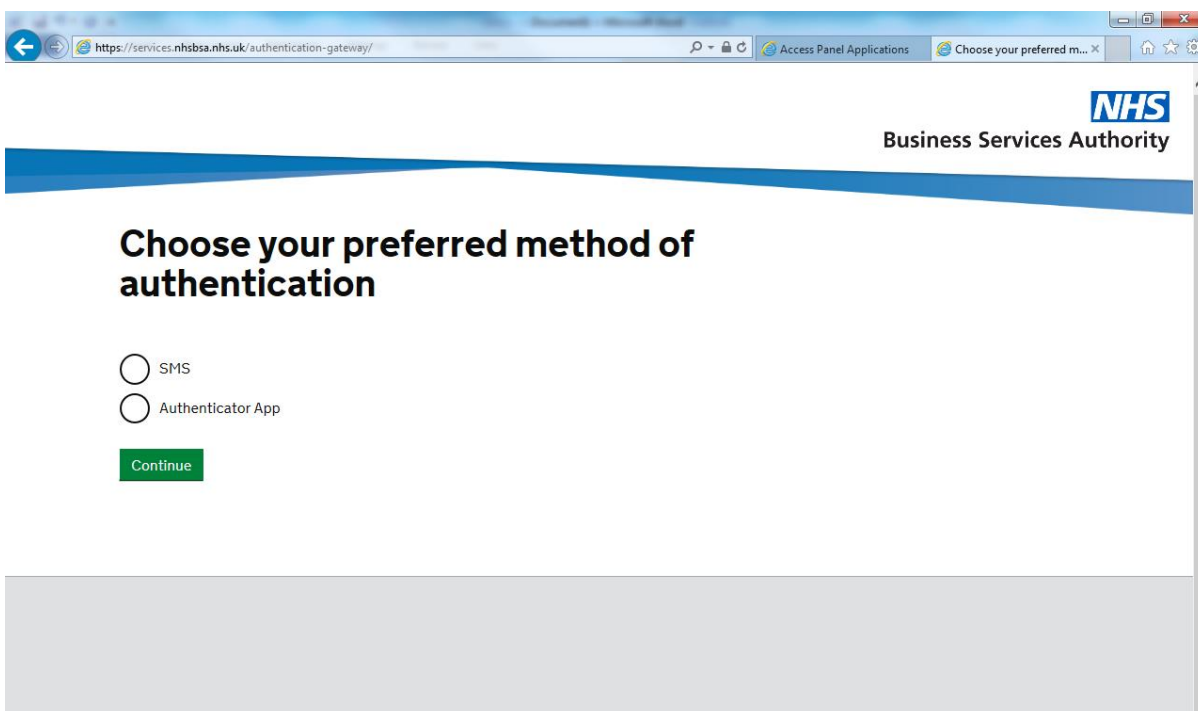 https://services.nhsbsa.nhs.uk/authentication-gateway/
Access Panel Applications
Choose your preferred m...
NHS
Business Services Authority
Choose your preferred method of
authentication
SMS
Authenticator App
Continue